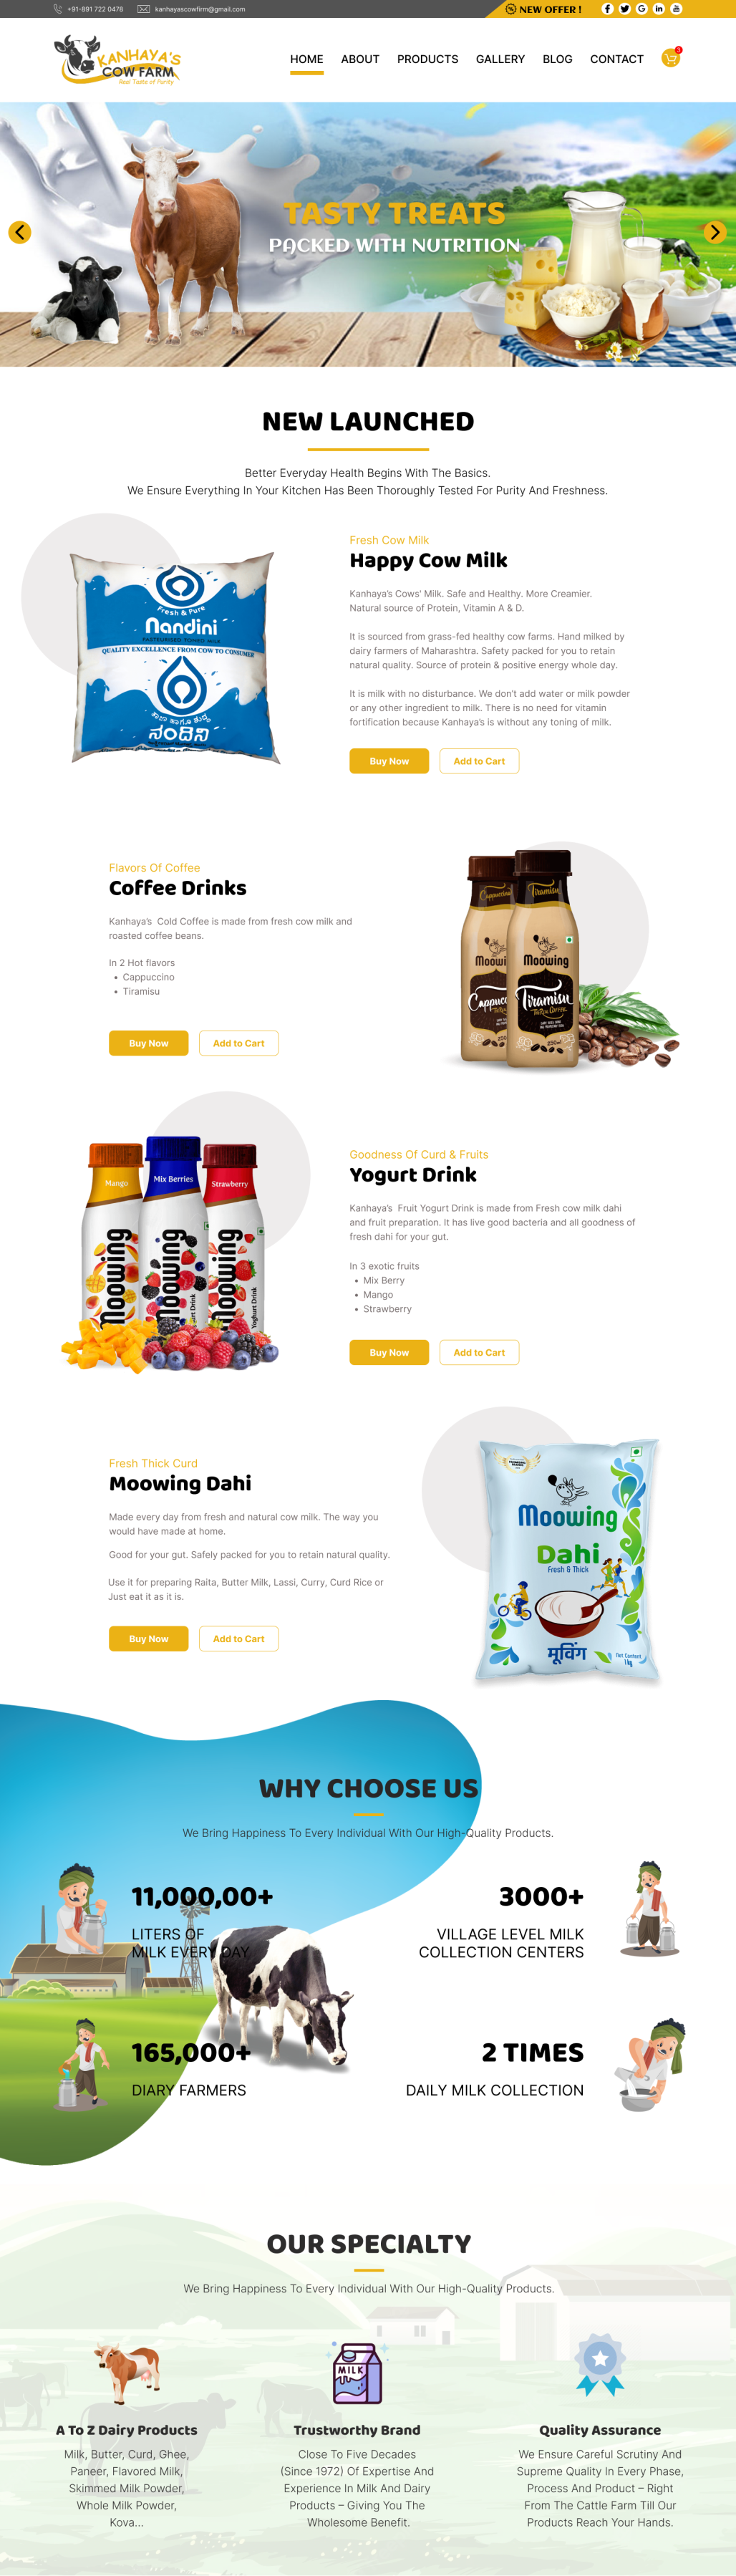 +91-891 722 0478
kanhayascowfirm@gmail.com
NEW OFFER !
KANHAYA'S
COW FARM
Real Taste of Purity
HOME ABOUT PRODUCTS GALLERY BLOG CONTACT
3
TASTY TREATS
PACKED WITH NUTRITION
NEW LAUNCHED
Better Everyday Health Begins With The Basics.
We Ensure Everything In Your Kitchen Has Been Thoroughly Tested For Purity And Freshness.
Fresh & Pure
Nandini
PASTEURISED TONED MILK
QUALITY EXCELLENCE FROM COW TO CONSUMER
ನಂದಿನಿ
Fresh Cow Milk
Happy Cow Milk
Kanhaya's Cows' Milk. Safe and Healthy. More Creamier.
Natural source of Protein, Vitamin A & D.
It is sourced from grass-fed healthy cow farms. Hand milked by
dairy farmers of Maharashtra. Safety packed for you to retain
natural quality. Source of protein & positive energy whole day.
It is milk with no disturbance. We don't add water or milk powder
or any other ingredient to milk. There is no need for vitamin
fortification because Kanhaya's is without any toning of milk.
Buy Now Add to Cart
Flavors Of Coffee
Coffee Drinks
Kanhaya's Cold Coffee is made from fresh cow milk and
roasted coffee beans.
In 2 Hot flavors
• Cappuccino
• Tiramisu
Buy Now Add to Cart
Tiramisu
Moowing
Tiramisu
Mango
Mix Berries
Strawberry
moowing
moowing
moowing
Yoghurt Drink
Goodness Of Curd & Fruits
Yogurt Drink
Kanhaya's Fruit Yogurt Drink is made from Fresh cow milk dahi
and fruit preparation. It has live good bacteria and all goodness of
fresh dahi for your gut.
In 3 exotic fruits
• Mix Berry
• Mango
• Strawberry
Buy Now Add to Cart
Fresh Thick Curd
Moowing Dahi
Made every day from fresh and natural cow milk. The way you
would have made at home.
Good for your gut. Safely packed for you to retain natural quality.
Use it for preparing Raita, Butter Milk, Lassi, Curry, Curd Rice or
Just eat it as it is.
Buy Now Add to Cart
Moowing
Dahi
Fresh & Thick
मूविंग
Net Content
1kg
WHY CHOOSE US
We Bring Happiness To Every Individual With Our High-Quality Products.
11,000,00+
LITERS OF
MILK EVERY DAY
3000+
VILLAGE LEVEL MILK
COLLECTION CENTERS
165,000+
DIARY FARMERS
2 TIMES
DAILY MILK COLLECTION
OUR SPECIALTY
We Bring Happiness To Every Individual With Our High-Quality Products.
MILK
A To Z Dairy Products
Milk, Butter, Curd, Ghee,
Paneer, Flavored Milk,
Skimmed Milk Powder,
Whole Milk Powder,
Kova...
Trustworthy Brand
Close To Five Decades
(Since 1972) Of Expertise And
Experience In Milk And Dairy
Products – Giving You The
Wholesome Benefit.
Quality Assurance
We Ensure Careful Scrutiny And
Supreme Quality In Every Phase,
Process And Product – Right
From The Cattle Farm Till Our
Products Reach Your Hands.